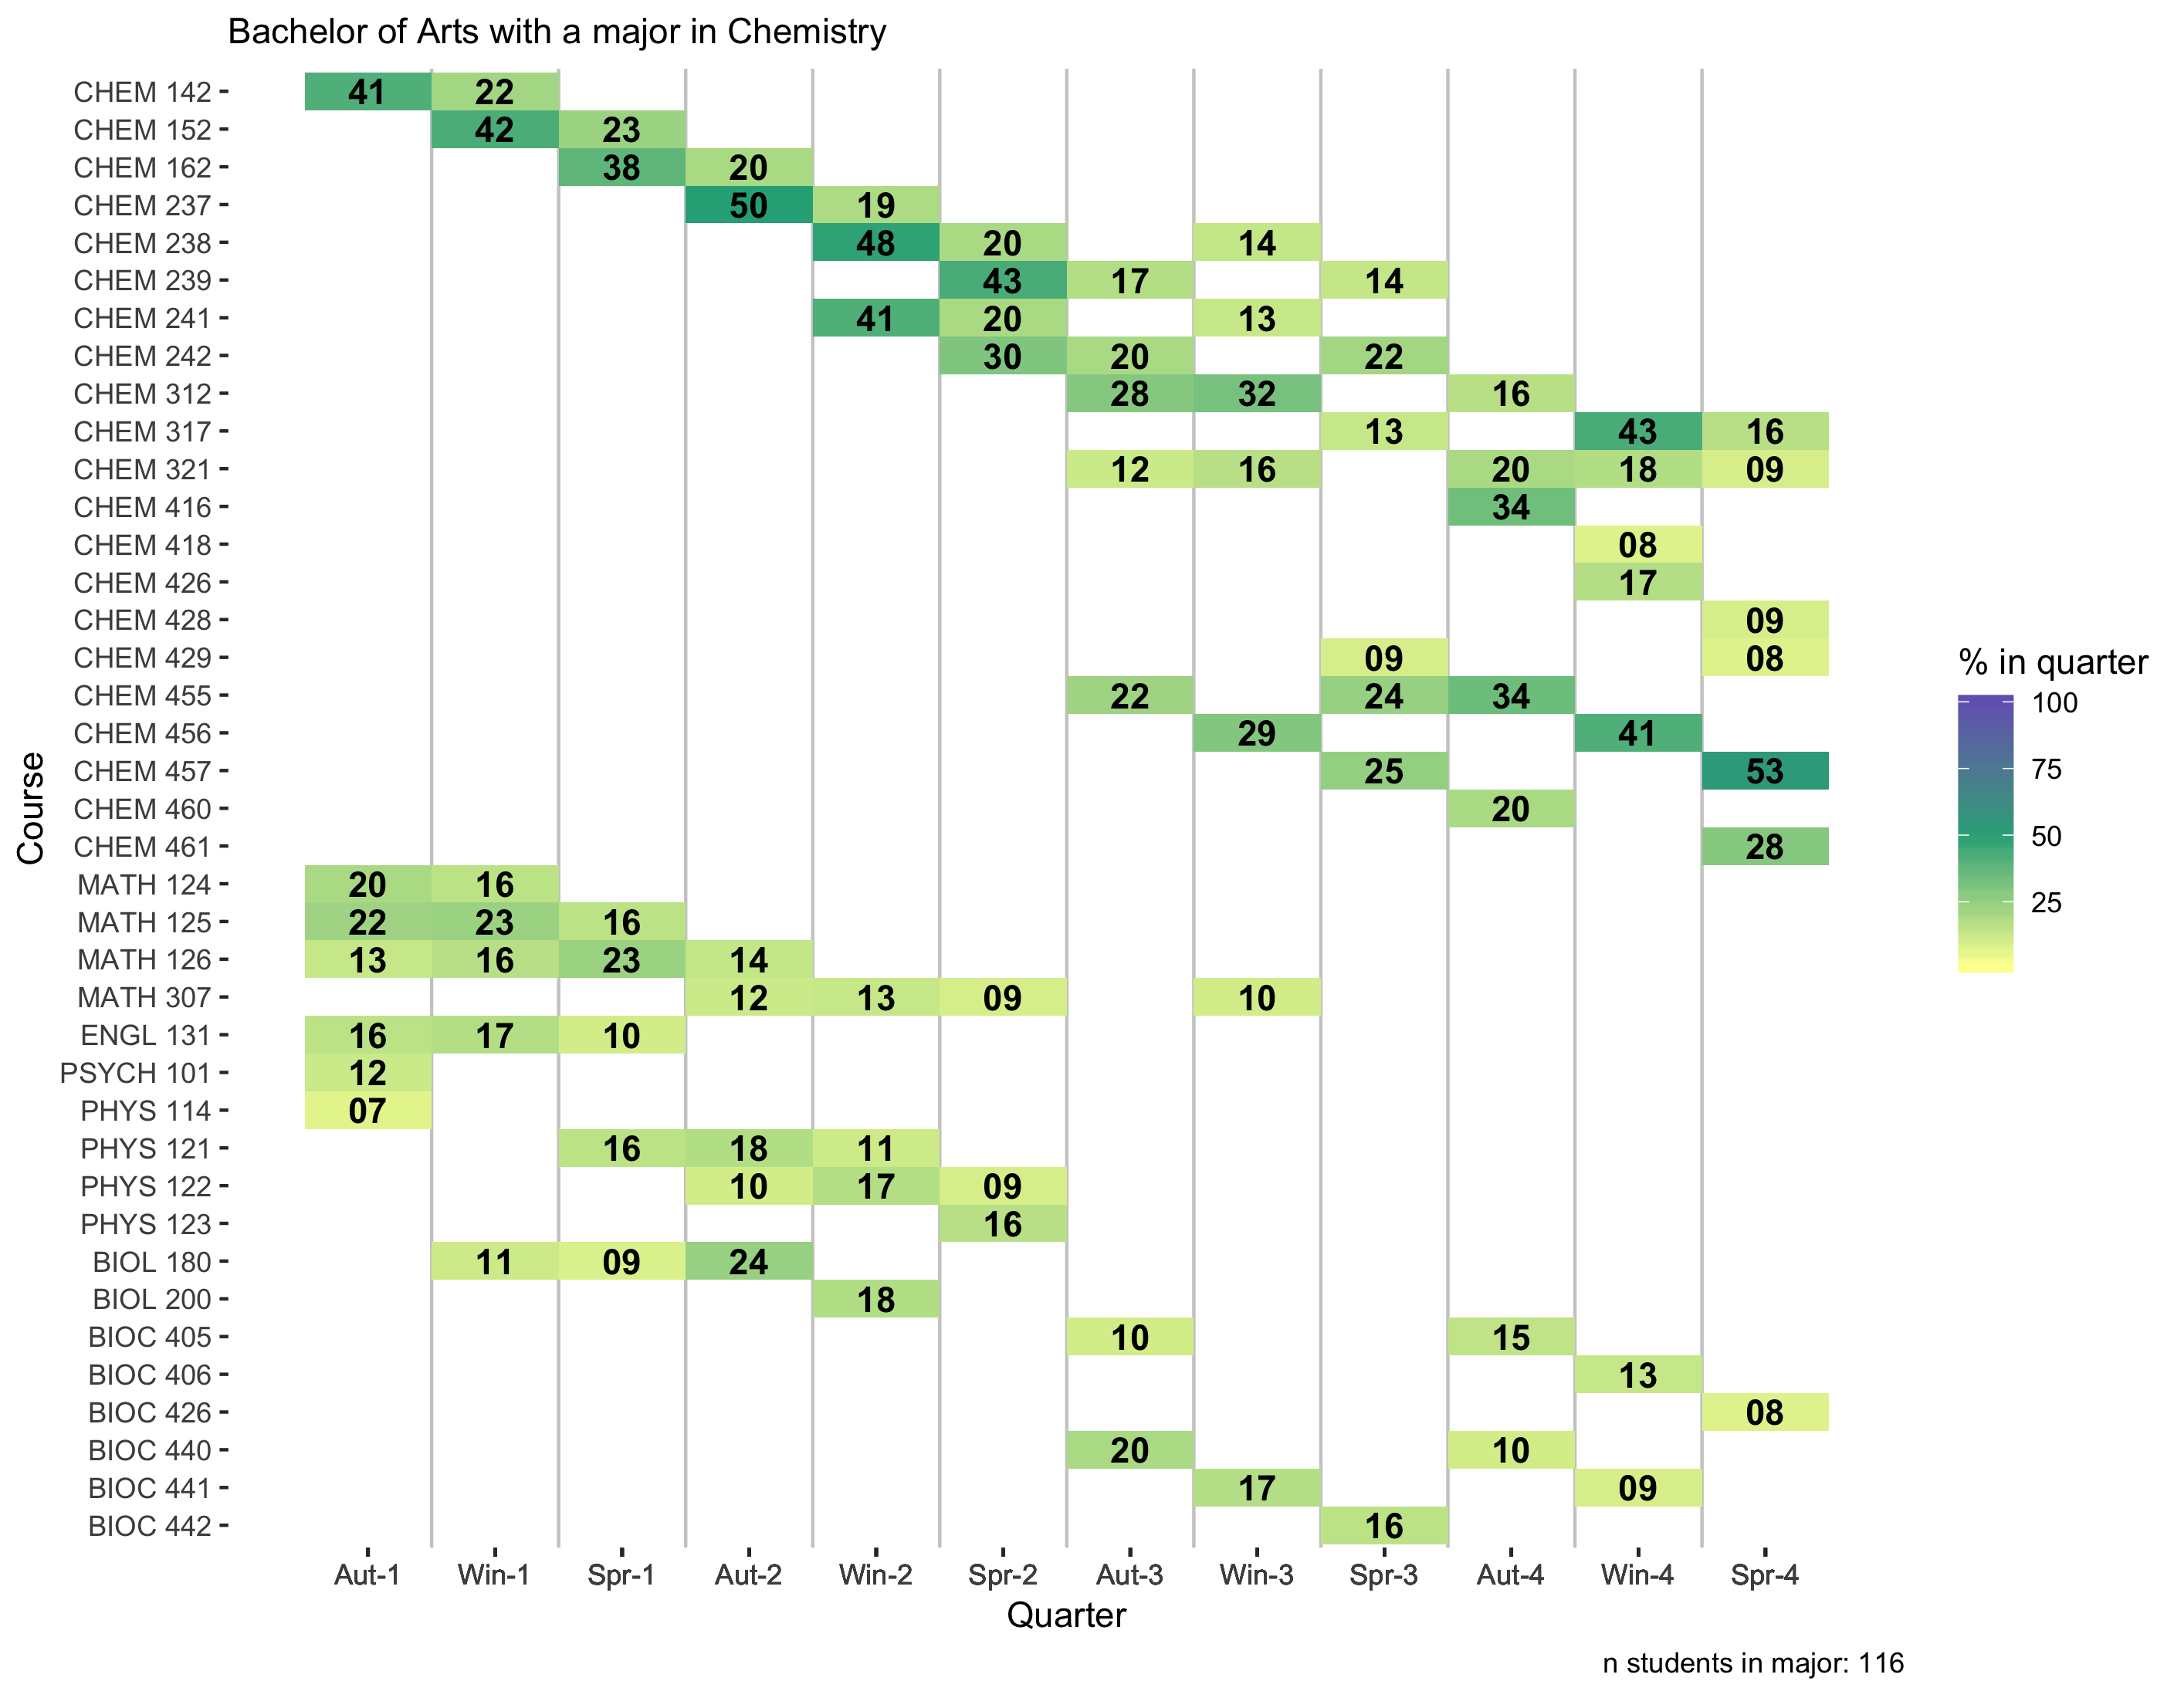 Bachelor of Arts with a major in Chemistry
CHEM 142 41 22
CHEM 152 42 23
CHEM 162 38 20
CHEM 237 50 19
CHEM 238 48 20 14
CHEM 239 43 17 14
CHEM 241 41 20 13
CHEM 242 30 20 22
CHEM 312 28 32 16
CHEM 317 13 43 16
CHEM 321 12 16 20 18 09
CHEM 416 34
CHEM 418 08
CHEM 426 17
CHEM 428 09
CHEM 429 09 08
CHEM 455 22 24 34
CHEM 456 29 41
CHEM 457 25 53
CHEM 460 20
CHEM 461 28
MATH 124 20 16
MATH 125 22 23 16
MATH 126 13 16 23 14
MATH 307 12 13 09 10
ENGL 131 16 17 10
PSYCH 101 12
PHYS 114 07
PHYS 121 16 18 11
PHYS 122 10 17 09
PHYS 123 16
BIOL 180 11 09 24
BIOL 200 18
BIOC 405 10 15
BIOC 406 13
BIOC 426 08
BIOC 440 20 10
BIOC 441 17 09
BIOC 442 16
Aut-1 Win-1 Spr-1 Aut-2 Win-2 Spr-2 Aut-3 Win-3 Spr-3 Aut-4 Win-4 Spr-4
Quarter
Course
% in quarter
100
75
50
25
n students in major: 116